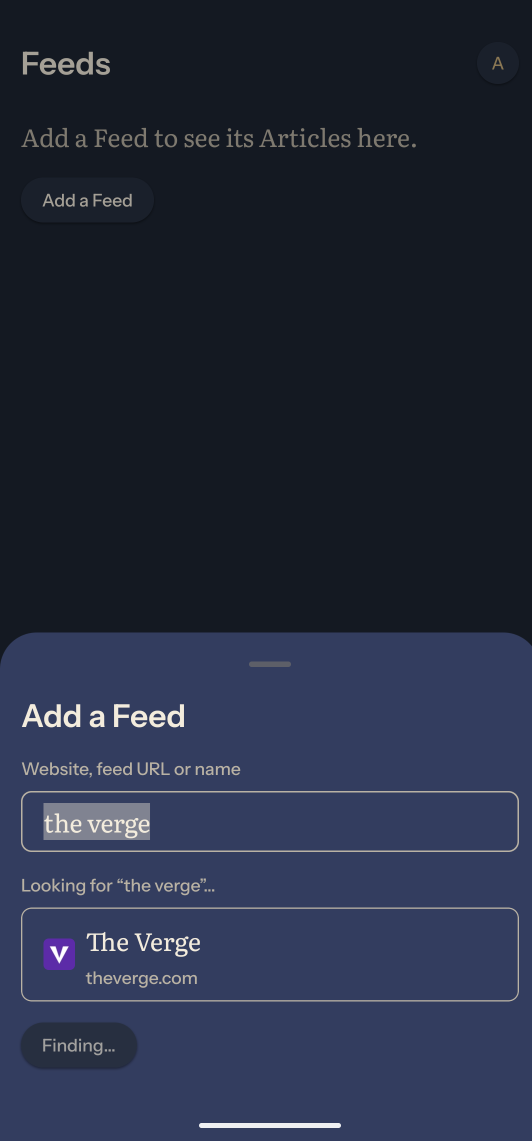 Feeds
A
Add a Feed to see its Articles here.
Add a Feed
Add a Feed
Website, feed URL or name
the verge
Looking for “the verge”…
The Verge
theverge.com
Finding…